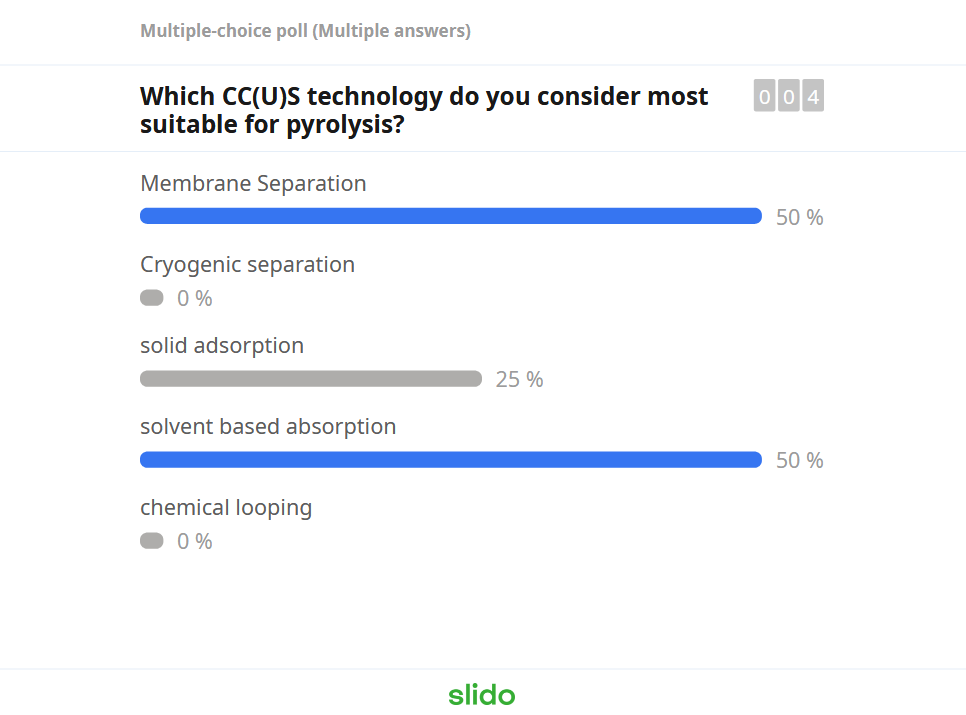 Multiple-choice poll (Multiple answers)
Which CC(U)S technology do you consider most
suitable for pyrolysis?
0 0 4
Membrane Separation
50 %
Cryogenic separation
0 %
solid adsorption
25 %
solvent based absorption
50 %
chemical looping
0 %
slido